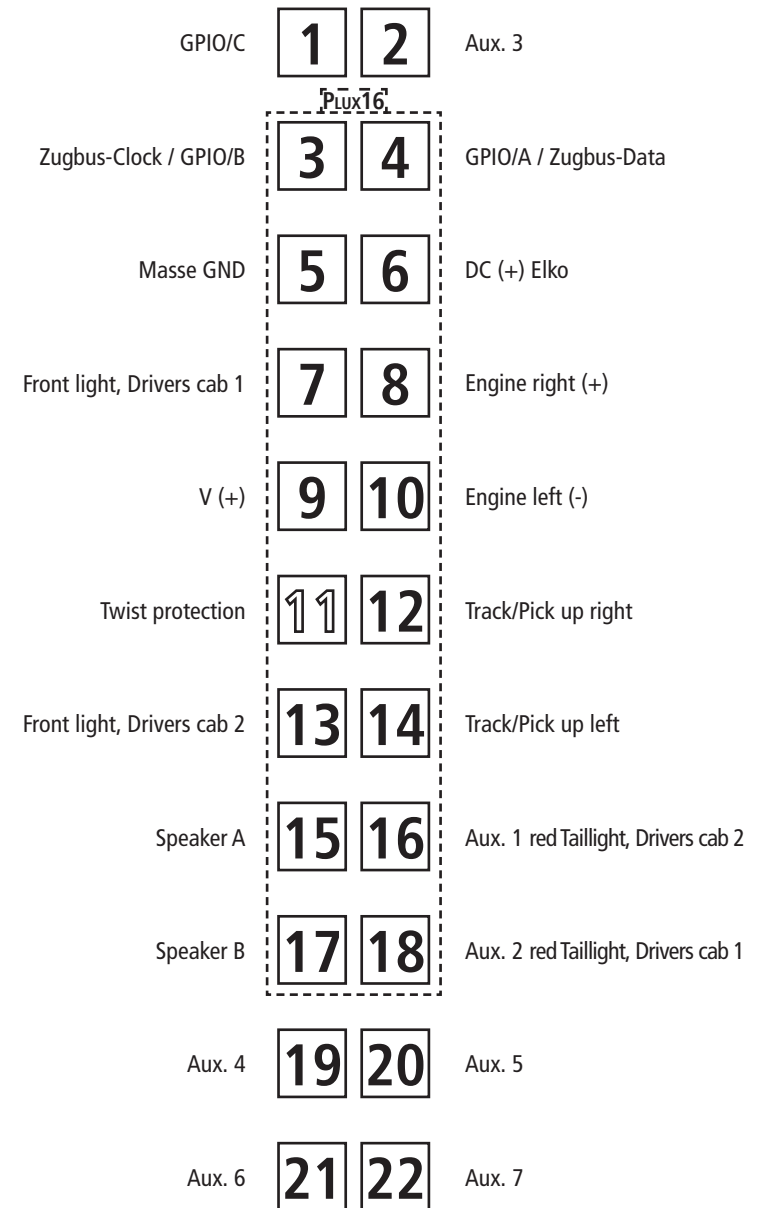 GPIO/C 1 2 Aux. 3
PLUX16
Zugbus-Clock / GPIO/B 3 4 GPIO/A / Zugbus-Data
Masse GND 5 6 DC (+) Elko
Front light, Drivers cab 1 7 8 Engine right (+)
V (+) 9 10 Engine left (-)
Twist protection 11 12 Track/Pick up right
Front light, Drivers cab 2 13 14 Track/Pick up left
Speaker A 15 16 Aux. 1 red Taillight, Drivers cab 2
Speaker B 17 18 Aux. 2 red Taillight, Drivers cab 1
Aux. 4 19 20 Aux. 5
Aux. 6 21 22 Aux. 7